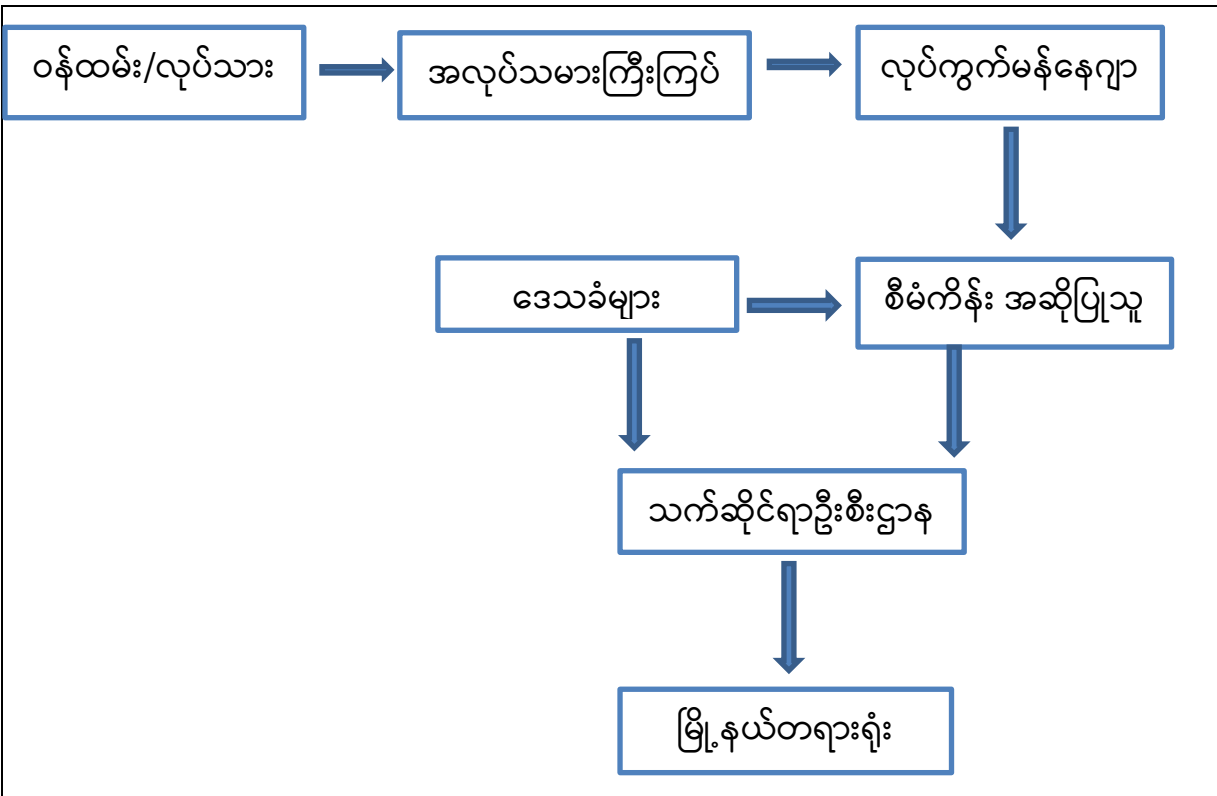 ဝန်ထမ်း/လုပ်သား
အလုပ်သမားကြီးကြပ်
လုပ်ကွက်မန်နေဂျာ
ဒေသခံများ
စီမံကိန်း အဆိုပြုသူ
သက်ဆိုင်ရာဦးစီးဌာန
မြို့နယ်တရားရုံး